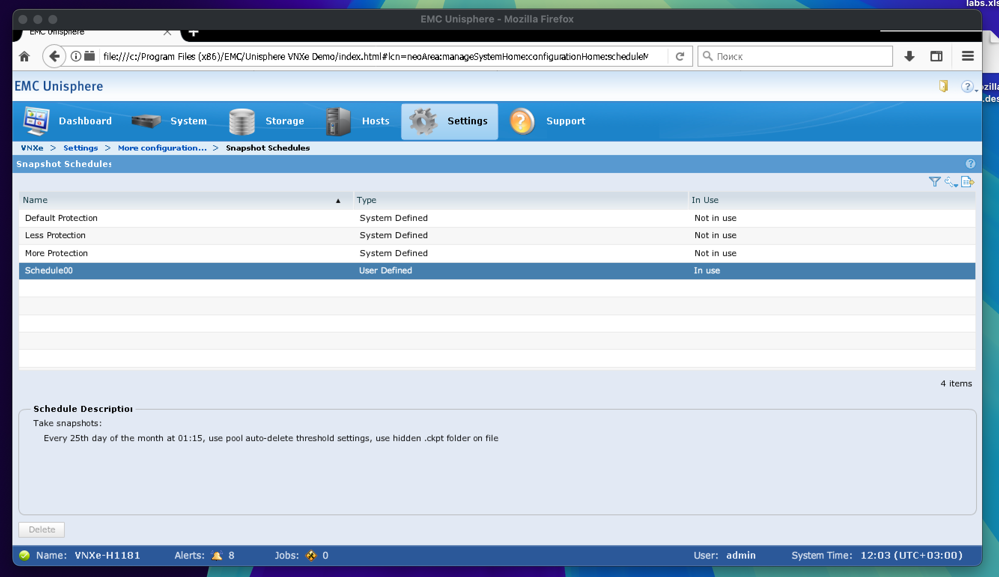 labs.xls
EMC Unisphere - Mozilla Firefox
EMC Unisphere
file:///c:/Program Files (x86)/EMC/Unisphere VNXe Demo/index.html#lcn=neoArea:manageSystemHome:configurationHome:scheduleM
Поиск
EMC Unisphere
ozilla
.des
Dashboard System Storage Hosts Settings Support
VNXe > Settings > More configuration... > Snapshot Schedules
Snapshot Schedules
Name Type In Use
Default Protection System Defined Not in use
Less Protection System Defined Not in use
More Protection System Defined Not in use
Schedule00 User Defined In use
4 items
Schedule Description
Take snapshots:
Every 25th day of the month at 01:15, use pool auto-delete threshold settings, use hidden .ckpt folder on file
Delete
Name: VNXe-H1181 Alerts: 8 Jobs: 0 User: admin System Time: 12:03 (UTC+03:00)